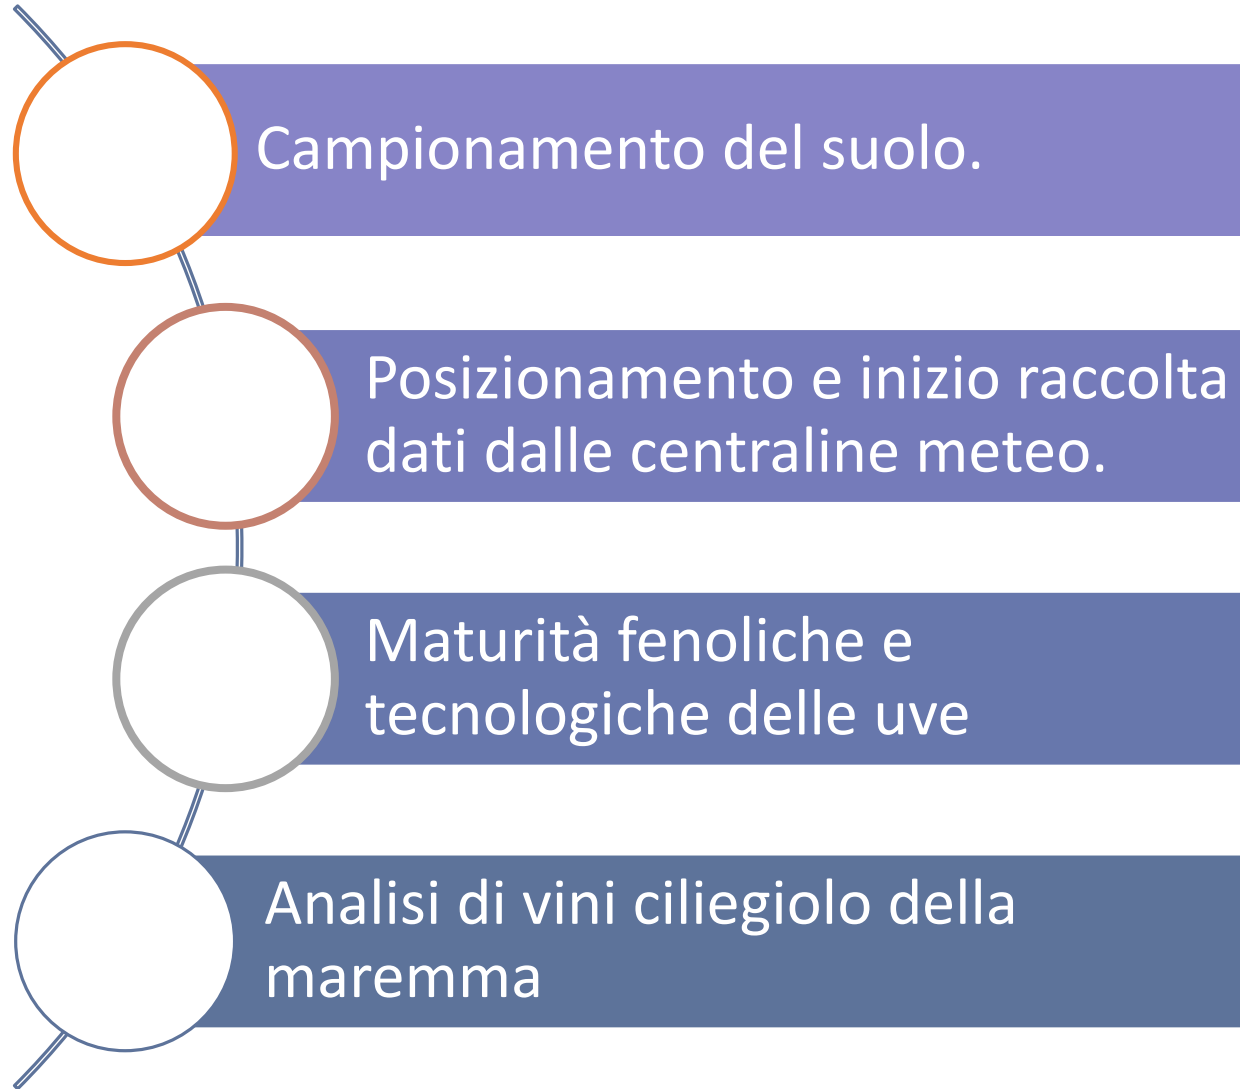 Campionamento del suolo.
Posizionamento e inizio raccolta
dati dalle centraline meteo.
Maturità fenoliche e
tecnologiche delle uve
Analisi di vini ciliegiolo della
maremma